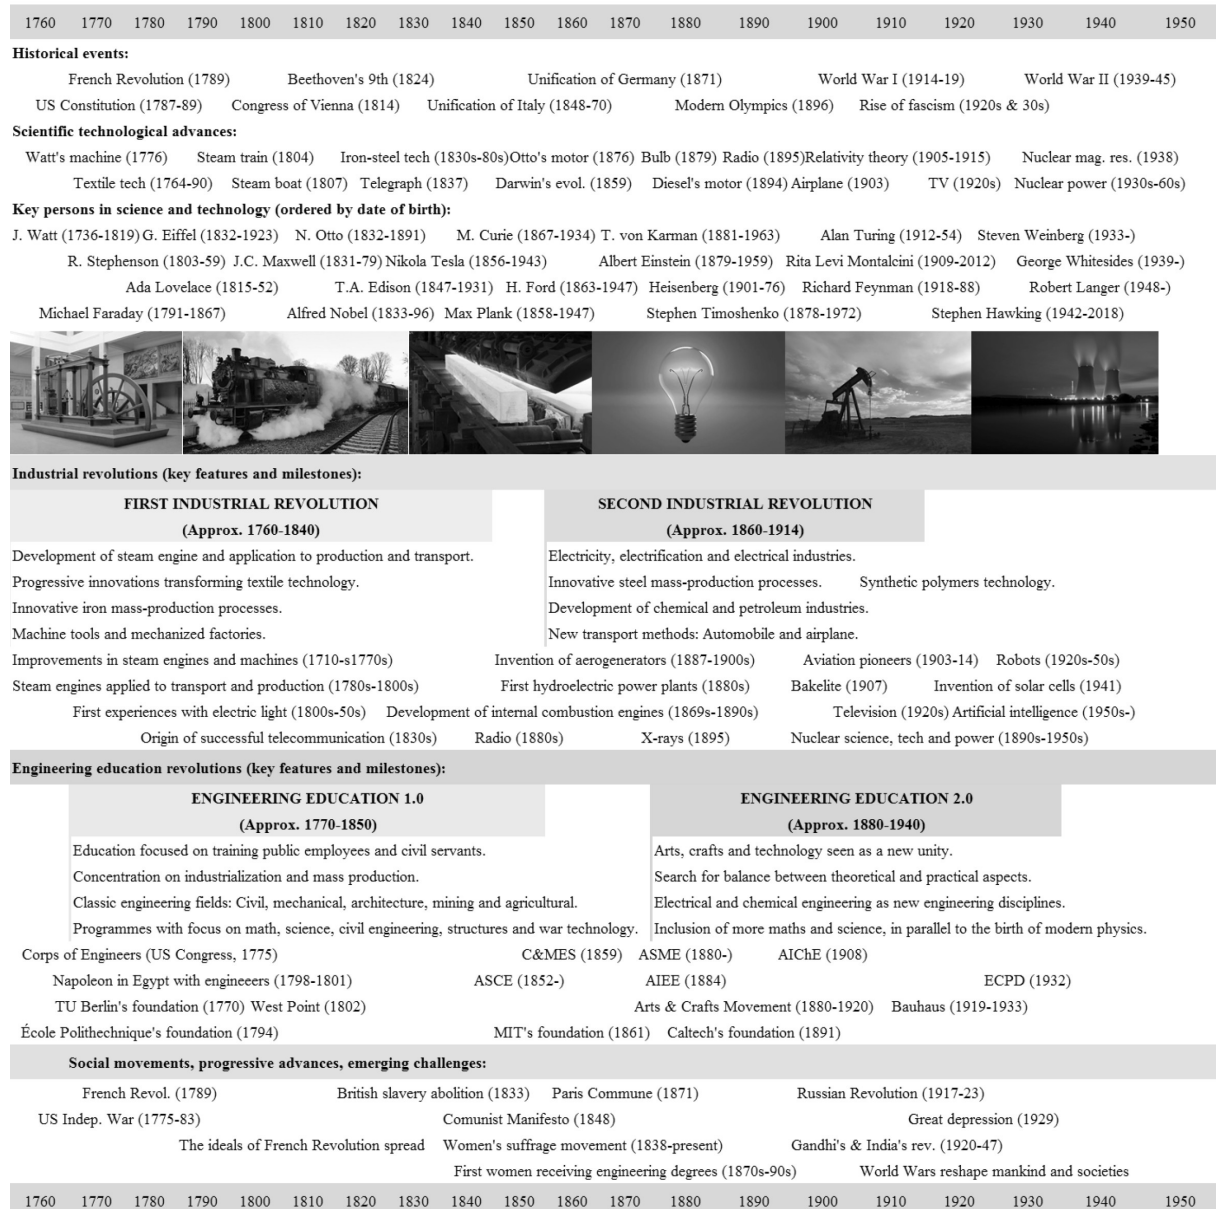 1760 1770 1780 1790 1800 1810 1820 1830 1840 1850 1860 1870 1880 1890 1900 1910 1920 1930 1940 1950
Historical events:
French Revolution (1789) Beethoven's 9th (1824) Unification of Germany (1871) World War I (1914-19) World War II (1939-45)
US Constitution (1787-89) Congress of Vienna (1814) Unification of Italy (1848-70) Modern Olympics (1896) Rise of fascism (1920s & 30s)
Scientific technological advances:
Watt's machine (1776) Steam train (1804) Iron-steel tech (1830s-80s)Otto's motor (1876) Bulb (1879) Radio (1895)Relativity theory (1905-1915) Nuclear mag. res. (1938)
Textile tech (1764-90) Steam boat (1807) Telegraph (1837) Darwin's evol. (1859) Diesel's motor (1894) Airplane (1903) TV (1920s) Nuclear power (1930s-60s)
Key persons in science and technology (ordered by date of birth):
J. Watt (1736-1819) G. Eiffel (1832-1923) N. Otto (1832-1891) M. Curie (1867-1934) T. von Karman (1881-1963) Alan Turing (1912-54) Steven Weinberg (1933-)
R. Stephenson (1803-59) J.C. Maxwell (1831-79) Nikola Tesla (1856-1943) Albert Einstein (1879-1959) Rita Levi Montalcini (1909-2012) George Whitesides (1939-)
Ada Lovelace (1815-52) T.A. Edison (1847-1931) H. Ford (1863-1947) Heisenberg (1901-76) Richard Feynman (1918-88) Robert Langer (1948-)
Michael Faraday (1791-1867) Alfred Nobel (1833-96) Max Plank (1858-1947) Stephen Timoshenko (1878-1972) Stephen Hawking (1942-2018)
Industrial revolutions (key features and milestones):
FIRST INDUSTRIAL REVOLUTION SECOND INDUSTRIAL REVOLUTION
(Approx. 1760-1840) (Approx. 1860-1914)
Development of steam engine and application to production and transport. Electricity, electrification and electrical industries.
Progressive innovations transforming textile technology. Innovative steel mass-production processes. Synthetic polymers technology.
Innovative iron mass-production processes. Development of chemical and petroleum industries.
Machine tools and mechanized factories. New transport methods: Automobile and airplane.
Improvements in steam engines and machines (1710-s1770s) Invention of aerogenerators (1887-1900s) Aviation pioneers (1903-14) Robots (1920s-50s)
Steam engines applied to transport and production (1780s-1800s) First hydroelectric power plants (1880s) Bakelite (1907) Invention of solar cells (1941)
First experiences with electric light (1800s-50s) Development of internal combustion engines (1869s-1890s) Television (1920s) Artificial intelligence (1950s-)
Origin of successful telecommunication (1830s) Radio (1880s) X-rays (1895) Nuclear science, tech and power (1890s-1950s)
Engineering education revolutions (key features and milestones):
ENGINEERING EDUCATION 1.0 ENGINEERING EDUCATION 2.0
(Approx. 1770-1850) (Approx. 1880-1940)
Education focused on training public employees and civil servants. Arts, crafts and technology seen as a new unity.
Concentration on industrialization and mass production. Search for balance between theoretical and practical aspects.
Classic engineering fields: Civil, mechanical, architecture, mining and agricultural. Electrical and chemical engineering as new engineering disciplines.
Programmes with focus on math, science, civil engineering, structures and war technology. Inclusion of more maths and science, in parallel to the birth of modern physics.
Corps of Engineers (US Congress, 1775) C&MES (1859) ASME (1880-) AIChE (1908)
Napoleon in Egypt with engineeers (1798-1801) ASCE (1852-) AIEE (1884) ECPD (1932)
TU Berlin's foundation (1770) West Point (1802) Arts & Crafts Movement (1880-1920) Bauhaus (1919-1933)
École Polithechnique's foundation (1794) MIT's foundation (1861) Caltech's foundation (1891)
Social movements, progressive advances, emerging challenges:
French Revol. (1789) British slavery abolition (1833) Paris Commune (1871) Russian Revolution (1917-23)
US Indep. War (1775-83) Comunist Manifesto (1848) Great depression (1929)
The ideals of French Revolution spread Women's suffrage movement (1838-present) Gandhi's & India's rev. (1920-47)
First women receiving engineering degrees (1870s-90s) World Wars reshape mankind and societies
1760 1770 1780 1790 1800 1810 1820 1830 1840 1850 1860 1870 1880 1890 1900 1910 1920 1930 1940 1950